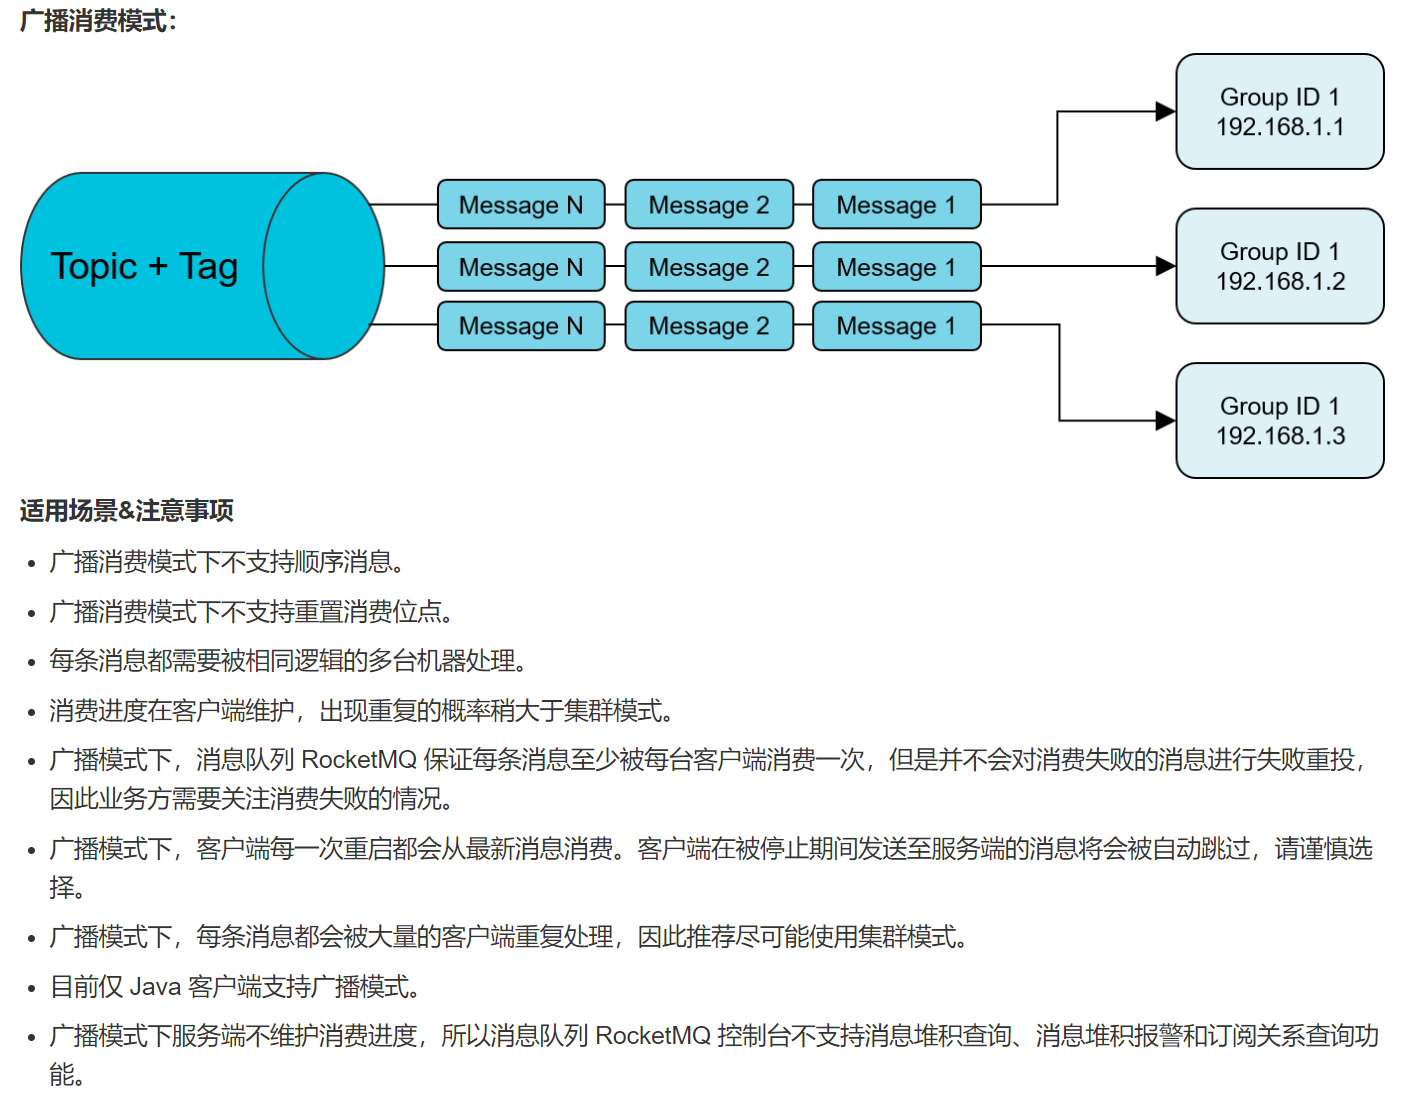 广播消费模式：
Group ID 1
192.168.1.1
Message N
Message 2
Message 1
Topic + Tag
Message N
Message 2
Message 1
Group ID 1
192.168.1.2
Message N
Message 2
Message 1
Group ID 1
192.168.1.3
适用场景&注意事项
• 广播消费模式下不支持顺序消息。
• 广播消费模式下不支持重置消费位点。
• 每条消息都需要被相同逻辑的多台机器处理。
• 消费进度在客户端维护，出现重复的概率稍大于集群模式。
• 广播模式下，消息队列 RocketMQ 保证每条消息至少被每台客户端消费一次，但是并不会对消费失败的消息进行失败重投，
因此业务方需要关注消费失败的情况。
• 广播模式下，客户端每一次重启都会从最新消息消费。客户端在被停止期间发送至服务端的消息将会被自动跳过，请谨慎选
择。
• 广播模式下，每条消息都会被大量的客户端重复处理，因此推荐尽可能使用集群模式。
• 目前仅 Java 客户端支持广播模式。
• 广播模式下服务端不维护消费进度，所以消息队列 RocketMQ 控制台不支持消息堆积查询、消息堆积报警和订阅关系查询功
能。